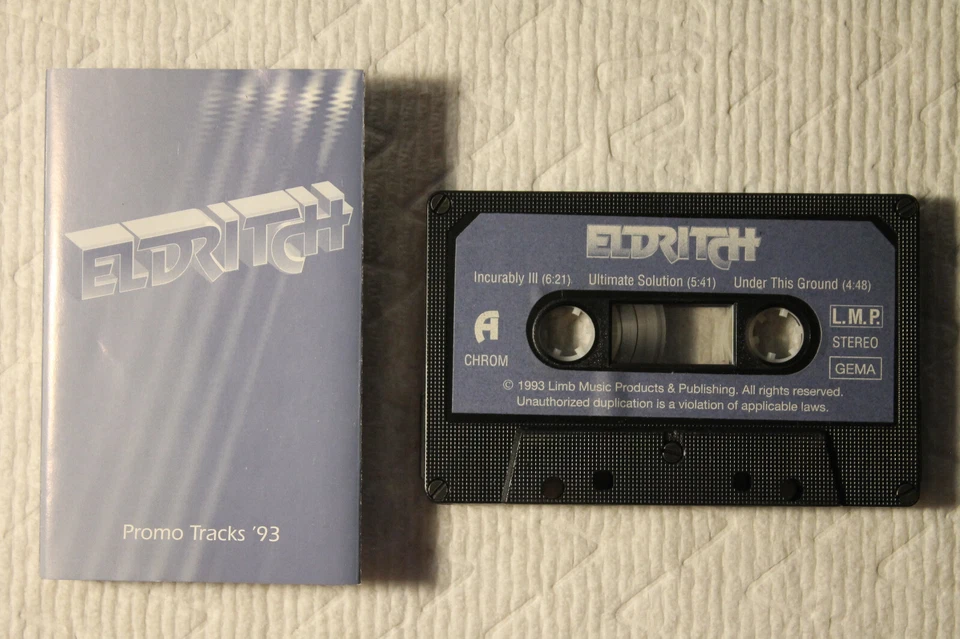 ELDRITCH
Promo Tracks '93
ELDRITCH
Incurably Ill (6:21) Ultimate Solution (5:41) Under This Ground (4:48)
A
CHROM
L.M.P.
STEREO
GEMA
© 1993 Limb Music Products & Publishing. All rights reserved.
Unauthorized duplication is a violation of applicable laws.